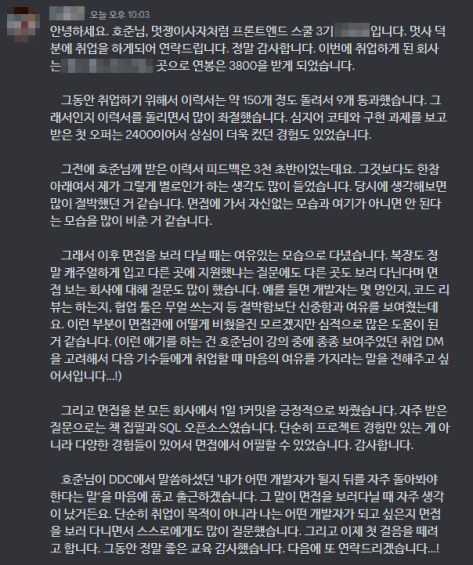 오늘 오후 10:03
안녕하세요. 호준님, 멋쟁이사자처럼 프론트엔드 스쿨 3기 입니다. 멋사 덕
분에 취업을 하게되어 연락드립니다. 정말 감사합니다. 이번에 취업하게 된 회사
는 곳으로 연봉은 3800을 받게 되었습니다.
그동안 취업하기 위해서 이력서는 약 150개 정도 돌려서 9개 통과했습니다. 그
래서인지 이력서를 돌리면서 많이 좌절했습니다. 심지어 코테와 구현 과제를 보고
받은 첫 오퍼는 2400이어서 상심이 더욱 컸던 경험도 있었습니다.
그전에 호준님께 받은 이력서 피드백은 3천 초반이었는데요. 그것보다도 한참
아래여서 제가 그렇게 별로인가 하는 생각도 많이 들었습니다. 당시에 생각해보면
많이 절박했던 거 같습니다. 면접에 가서 자신없는 모습과 여기가 아니면 안 된다
는 모습을 많이 비춘 거 같습니다.
그래서 이후 면접을 보러 다닐 때는 여유있는 모습으로 다녔습니다. 복장도 정
말 캐주얼하게 입고 다른 곳에 지원했나는 질문에도 다른 곳도 보러 다닌다며 면
접 보는 회사에 대해 질문도 많이 했습니다. 예를 들면 개발자는 몇 명인지, 코드 리
뷰는 하는지, 협업 툴은 무얼 쓰는지 등 절박함보단 신중함과 여유를 보여줬는데
요. 이런 부분이 면접관에 어떻게 비췄을진 모르겠지만 심적으로 많은 도움이 된
거 같습니다. (이런 얘기를 하는 건 호준님이 강의 중에 종종 보여주었던 취업 DM
을 고려해서 다음 기수들에게 취업할 때 마음의 여유를 가지라는 말을 전해주고 싶
어서입니다...!)
그리고 면접을 본 모든 회사에서 1일 1커밋을 긍정적으로 봐줬습니다. 자주 받은
질문으로는 책 집필과 SQL 오픈소스였습니다. 단순히 프로젝트 경험만 있는 게 아
니라 다양한 경험들이 있어서 면접에서 어필할 수 있었습니다. 감사합니다.
호준님이 DDC에서 말씀하셨던 '내가 어떤 개발자가 될지 뒤를 자주 돌아봐야
한다는 말'을 마음에 품고 출근하겠습니다. 그 말이 면접을 보러다닐 때 자주 생각
이 났거든요. 단순히 취업이 목적이 아니라 나는 어떤 개발자가 되고 싶은지 면접
을 보러 다니면서 스스로에게도 많이 질문했습니다. 그리고 이제 첫 걸음을 떼려
고 합니다. 그동안 정말 좋은 교육 감사했습니다. 다음에 또 연락드리겠습니다...!